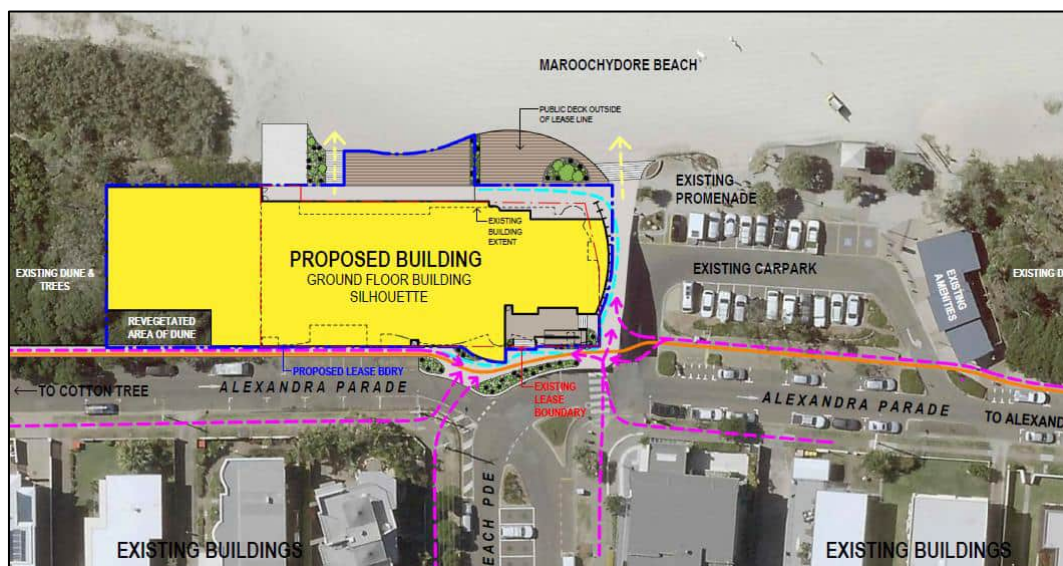 MAROOCHYDORE BEACH
PUBLIC DECK OUTSIDE
OF LEASE LINE
EXISTING
PROMENADE
EXISTING
BUILDING
EXTENT
PROPOSED BUILDING
GROUND FLOOR BUILDING
SILHOUETTE
EXISTING CARPARK
EXISTING DUNE &
TREES
EXISTING
AMENITIES
EXISTING D
REVEGETATED
AREA OF DUNE
PROPOSED LEASE BDRY
TO COTTON TREE
ALEXANDRA PARADE
EXISTING
LEASE
BOUNDARY
ALEXANDRA PARADE
TO ALEXAND
EACH PDE
EXISTING BUILDINGS
EXISTING BUILDINGS